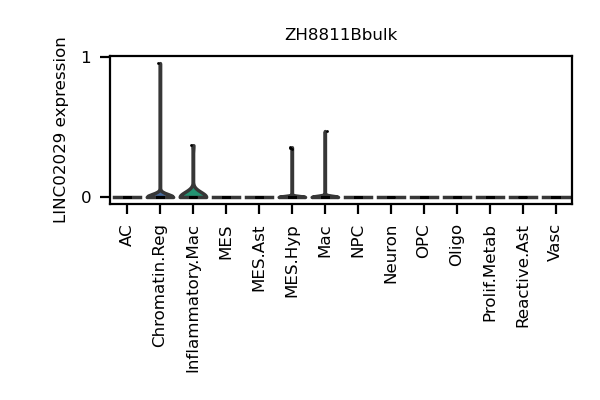 ZH8811Bbulk
LINC02029 expression
1
0
AC
Chromatin.Reg
Inflammatory.Mac
MES
MES.Ast
MES.Hyp
Mac
NPC
Neuron
OPC
Oligo
Prolif.Metab
Reactive.Ast
Vasc